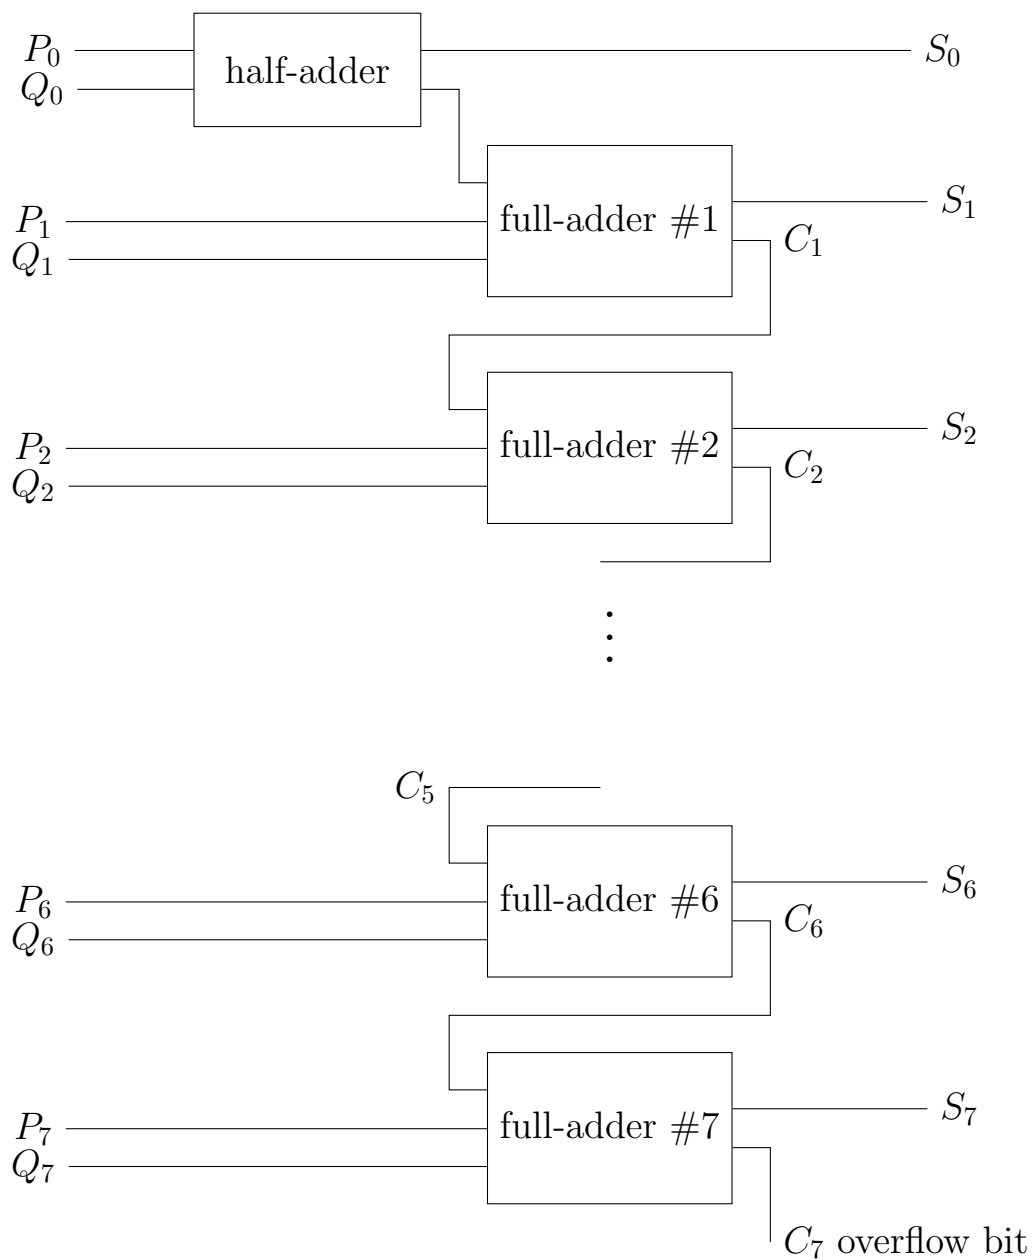 P₀ half-adder S₀
Q₀
P₁ full-adder #1 S₁
Q₁ C₁
P₂ full-adder #2 S₂
Q₂ C₂
⋮
C₅
P₆ full-adder #6 S₆
Q₆ C₆
P₇ full-adder #7 S₇
Q₇
C₇ overflow bit